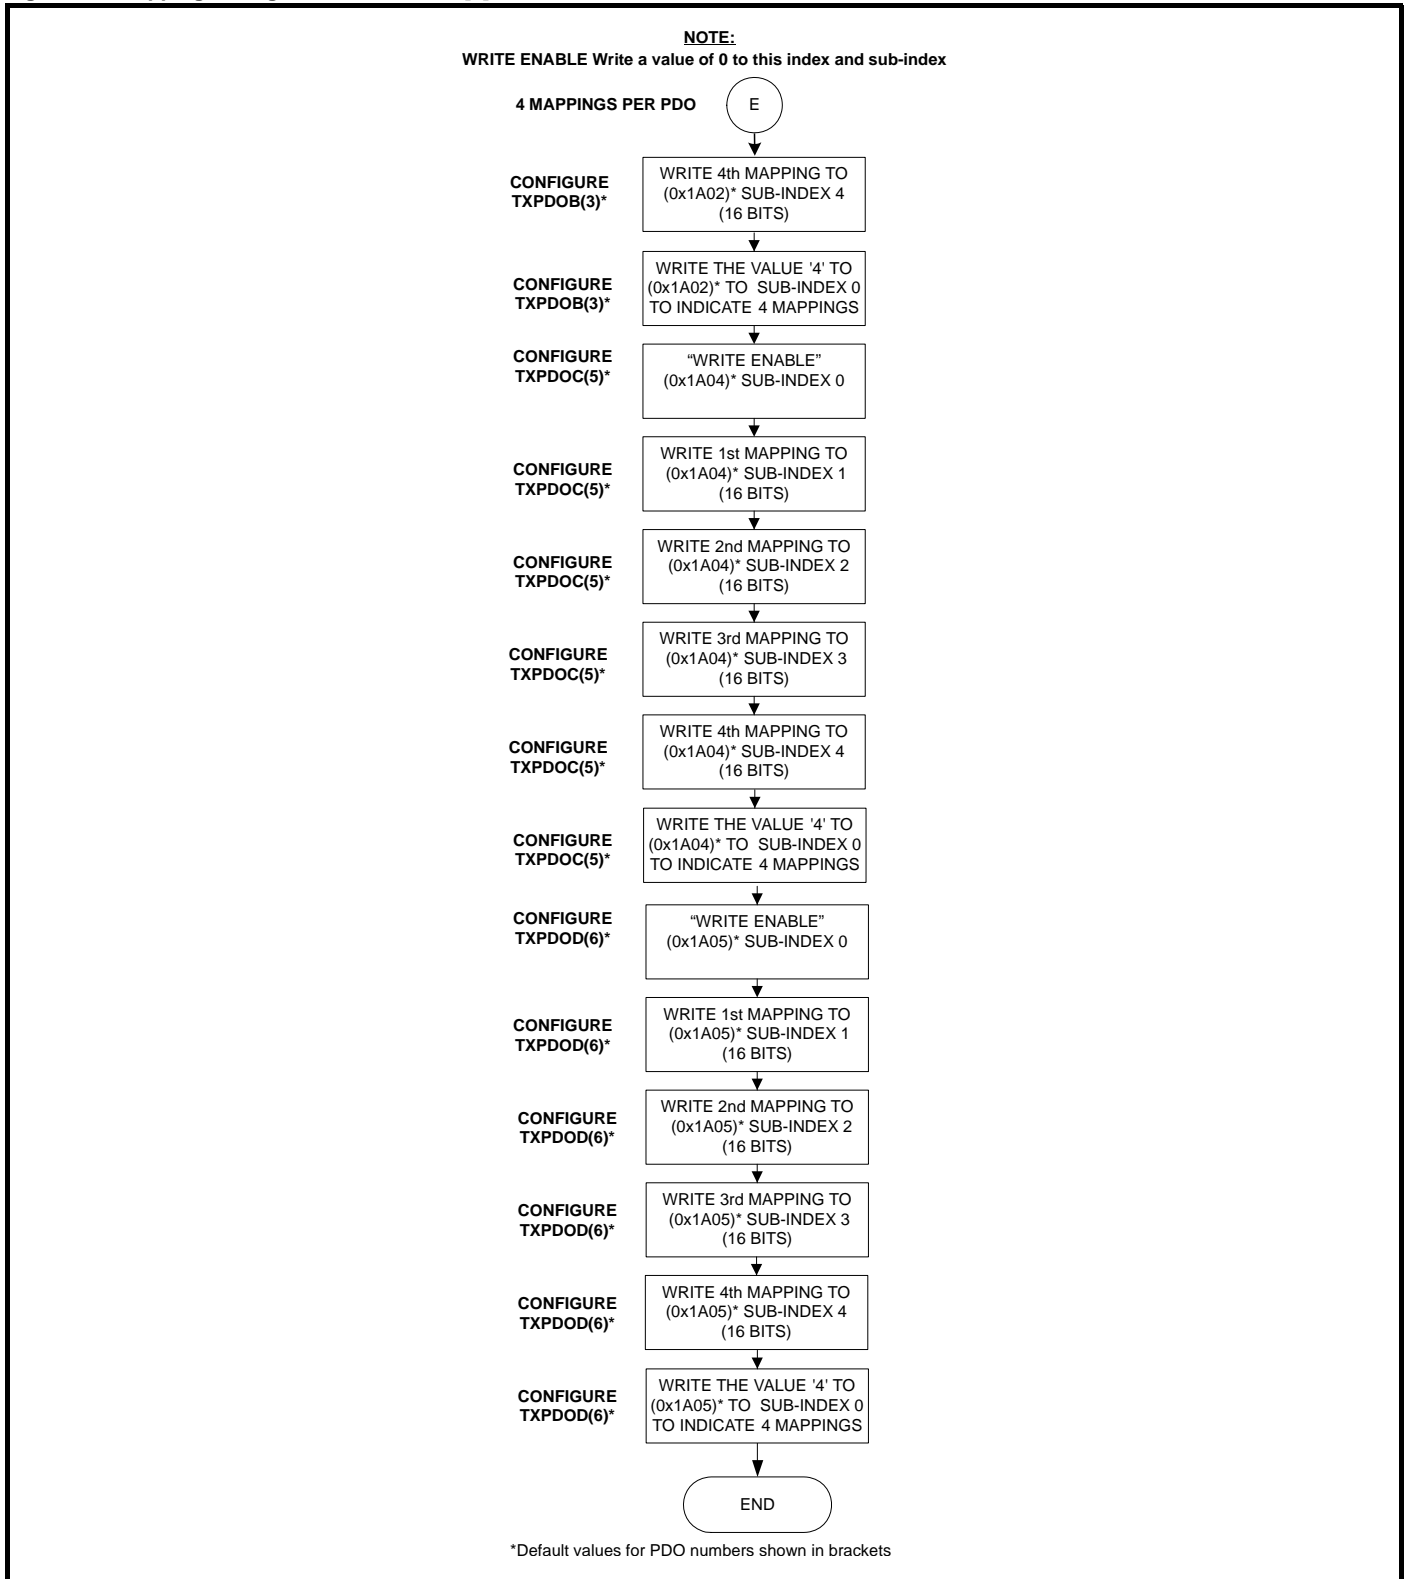 NOTE:
WRITE ENABLE Write a value of 0 to this index and sub-index
4 MAPPINGS PER PDO
E
CONFIGURE
TXPDOB(3)*
WRITE 4th MAPPING TO
(0x1A02)* SUB-INDEX 4
(16 BITS)
CONFIGURE
TXPDOB(3)*
WRITE THE VALUE '4' TO
(0x1A02)* TO SUB-INDEX 0
TO INDICATE 4 MAPPINGS
CONFIGURE
TXPDOC(5)*
“WRITE ENABLE”
(0x1A04)* SUB-INDEX 0
CONFIGURE
TXPDOC(5)*
WRITE 1st MAPPING TO
(0x1A04)* SUB-INDEX 1
(16 BITS)
CONFIGURE
TXPDOC(5)*
WRITE 2nd MAPPING TO
(0x1A04)* SUB-INDEX 2
(16 BITS)
CONFIGURE
TXPDOC(5)*
WRITE 3rd MAPPING TO
(0x1A04)* SUB-INDEX 3
(16 BITS)
CONFIGURE
TXPDOC(5)*
WRITE 4th MAPPING TO
(0x1A04)* SUB-INDEX 4
(16 BITS)
CONFIGURE
TXPDOC(5)*
WRITE THE VALUE '4' TO
(0x1A04)* TO SUB-INDEX 0
TO INDICATE 4 MAPPINGS
CONFIGURE
TXPDOD(6)*
“WRITE ENABLE”
(0x1A05)* SUB-INDEX 0
CONFIGURE
TXPDOD(6)*
WRITE 1st MAPPING TO
(0x1A05)* SUB-INDEX 1
(16 BITS)
CONFIGURE
TXPDOD(6)*
WRITE 2nd MAPPING TO
(0x1A05)* SUB-INDEX 2
(16 BITS)
CONFIGURE
TXPDOD(6)*
WRITE 3rd MAPPING TO
(0x1A05)* SUB-INDEX 3
(16 BITS)
CONFIGURE
TXPDOD(6)*
WRITE 4th MAPPING TO
(0x1A05)* SUB-INDEX 4
(16 BITS)
CONFIGURE
TXPDOD(6)*
WRITE THE VALUE '4' TO
(0x1A05)* TO SUB-INDEX 0
TO INDICATE 4 MAPPINGS
END
*Default values for PDO numbers shown in brackets